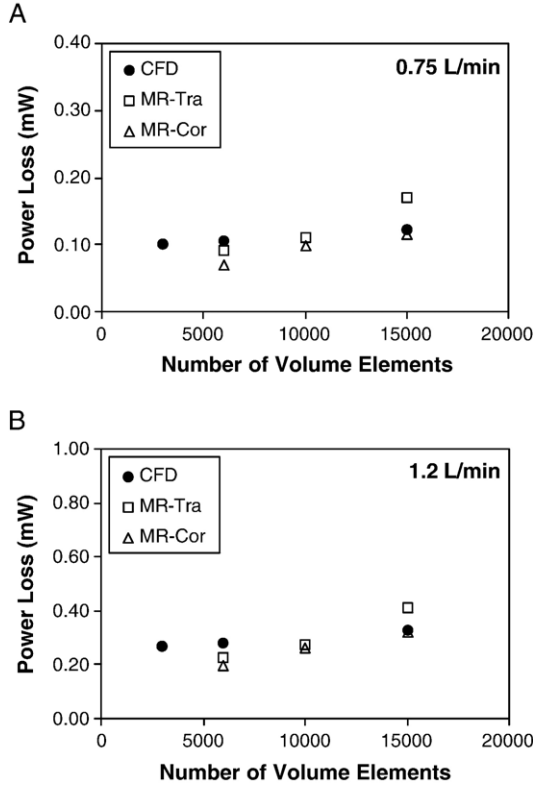 A
0.40
0.30
0.20
0.10
0.00
Power Loss (mW)
CFD
MR-Tra
MR-Cor
0.75 L/min
0 5000 10000 15000 20000
Number of Volume Elements
B
1.00
0.80
0.60
0.40
0.20
0.00
Power Loss (mW)
CFD
MR-Tra
MR-Cor
1.2 L/min
0 5000 10000 15000 20000
Number of Volume Elements